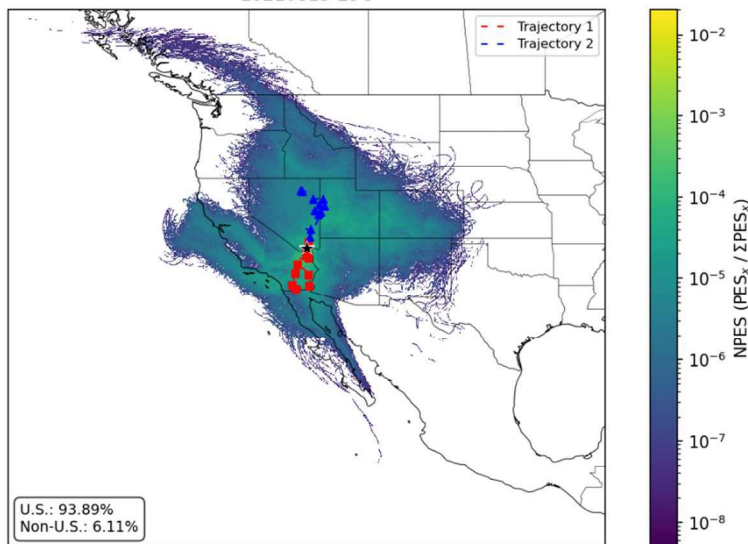 Trajectory 1
Trajectory 2
10⁻²
10⁻³
10⁻⁴
10⁻⁵
10⁻⁶
10⁻⁷
10⁻⁸
NPES (PESₓ / ΣPESₓ)
U.S.: 93.89%
Non-U.S.: 6.11%